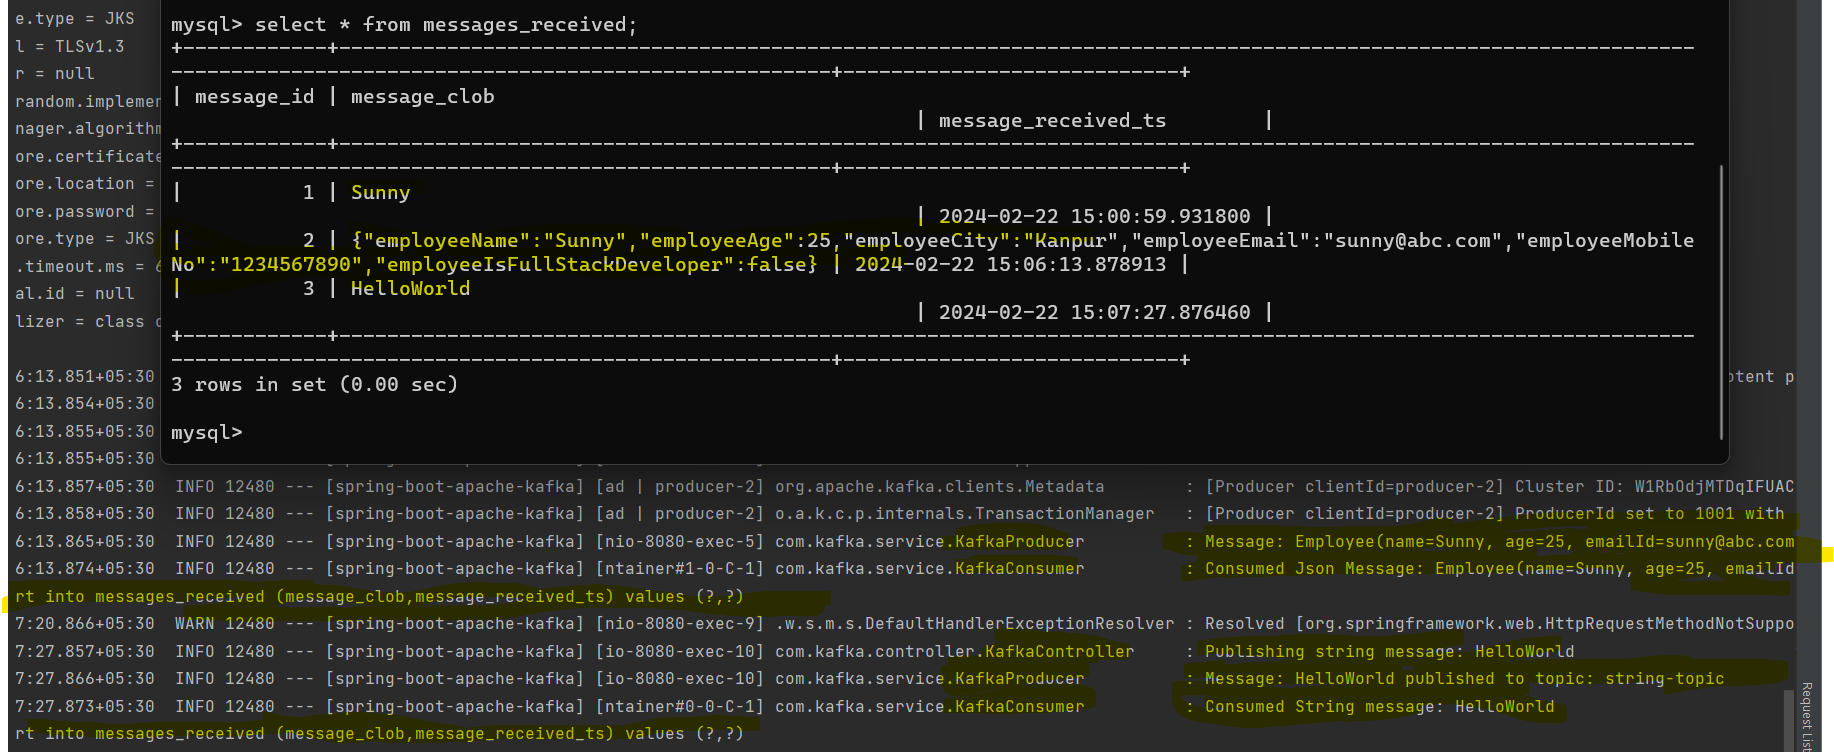 e.type = JKS
l = TLSv1.3
r = null
random.implemen
nager.algorithm
ore.certificate
ore.location =
ore.password =
ore.type = JKS
.timeout.ms =
al.id = null
lizer = class
mysql> select * from messages_received;
| message_id | message_clob
| message_received_ts |
| 1 | Sunny
| 2024-02-22 15:00:59.931800 |
| 2 | {"employeeName":"Sunny","employeeAge":25,"employeeCity":"Kanpur","employeeEmail":"sunny@abc.com","employeeMobile
No":"1234567890","employeeIsFullStackDeveloper":false} | 2024-02-22 15:06:13.878913 |
| 3 | HelloWorld
| 2024-02-22 15:07:27.876460 |
3 rows in set (0.00 sec)
mysql>
6:13.851+05:30 otent p
6:13.854+05:30
6:13.855+05:30
6:13.855+05:30
6:13.857+05:30 INFO 12480 --- [spring-boot-apache-kafka] [ad | producer-2] org.apache.kafka.clients.Metadata : [Producer clientId=producer-2] Cluster ID: W1RbOdjMTDqIFUAC
6:13.858+05:30 INFO 12480 --- [spring-boot-apache-kafka] [ad | producer-2] o.a.k.c.p.internals.TransactionManager : [Producer clientId=producer-2] ProducerId set to 1001 with
6:13.865+05:30 INFO 12480 --- [spring-boot-apache-kafka] [nio-8080-exec-5] com.kafka.service.KafkaProducer : Message: Employee(name=Sunny, age=25, emailId=sunny@abc.com
6:13.874+05:30 INFO 12480 --- [spring-boot-apache-kafka] [ntainer#1-0-C-1] com.kafka.service.KafkaConsumer : Consumed Json Message: Employee(name=Sunny, age=25, emailId
rt into messages_received (message_clob,message_received_ts) values (?,?)
7:20.866+05:30 WARN 12480 --- [spring-boot-apache-kafka] [nio-8080-exec-9] .w.s.m.s.DefaultHandlerExceptionResolver : Resolved [org.springframework.web.HttpRequestMethodNotSuppo
7:27.857+05:30 INFO 12480 --- [spring-boot-apache-kafka] [io-8080-exec-10] com.kafka.controller.KafkaController : Publishing string message: HelloWorld
7:27.866+05:30 INFO 12480 --- [spring-boot-apache-kafka] [io-8080-exec-10] com.kafka.service.KafkaProducer : Message: HelloWorld published to topic: string-topic
7:27.873+05:30 INFO 12480 --- [spring-boot-apache-kafka] [ntainer#0-0-C-1] com.kafka.service.KafkaConsumer : Consumed String message: HelloWorld
rt into messages_received (message_clob,message_received_ts) values (?,?)
Request List